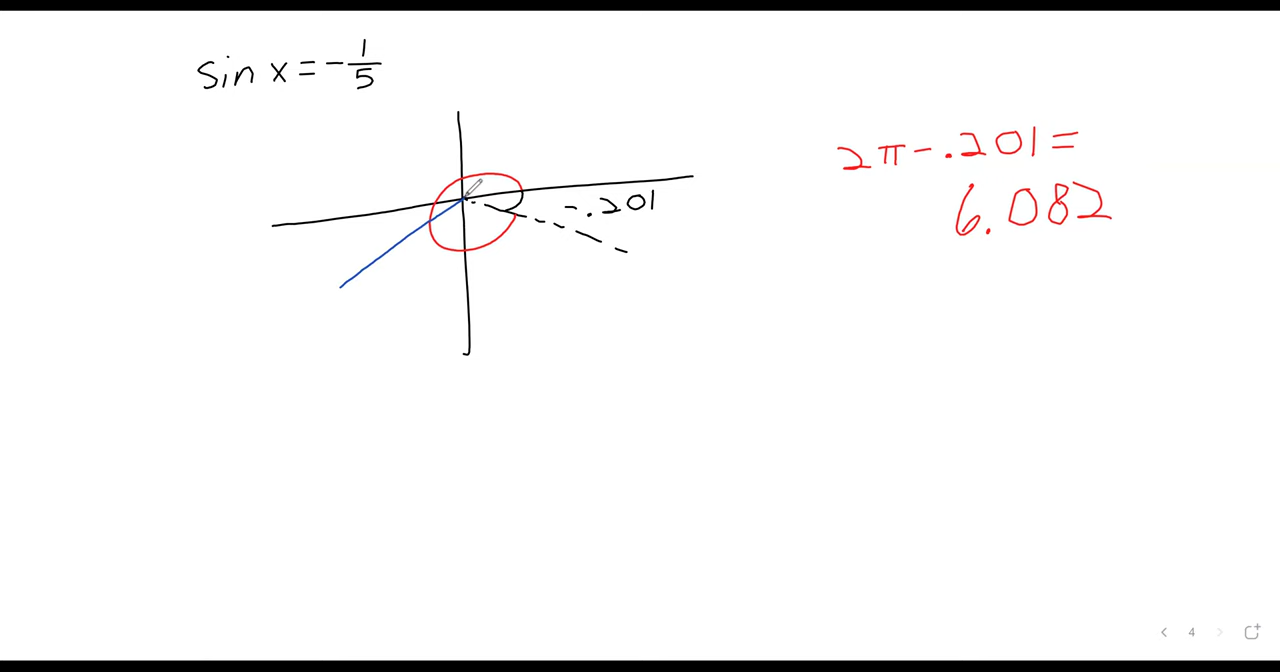 sin x = - 1/5
2π - .201 =
6.082
-.201
4